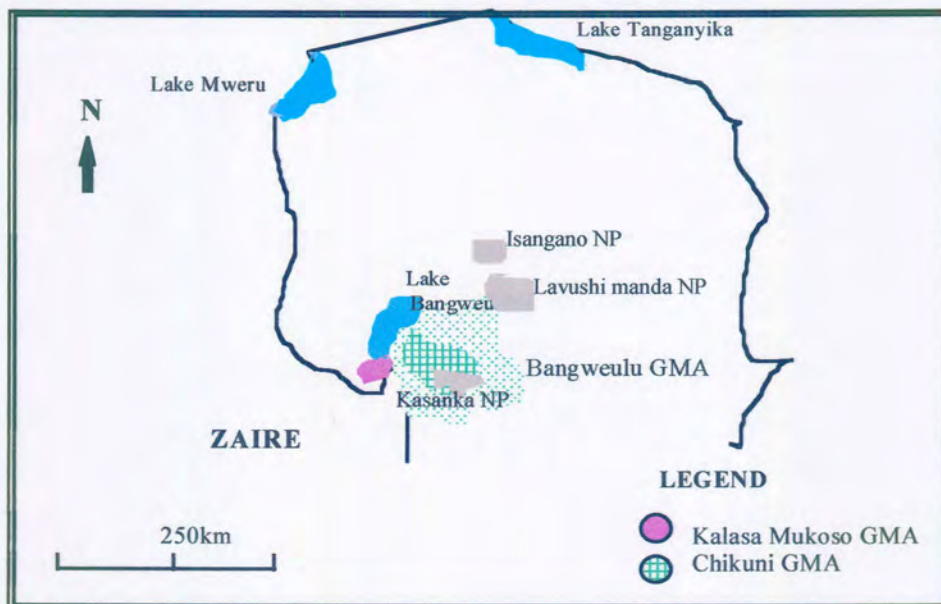 Lake Tanganyika
Lake Mweru
N
Isangano NP
Lake
Bangweu
Lavushi manda NP
Bangweulu GMA
Kasanka NP
ZAIRE
LEGEND
250km
Kalasa Mukoso GMA
Chikuni GMA